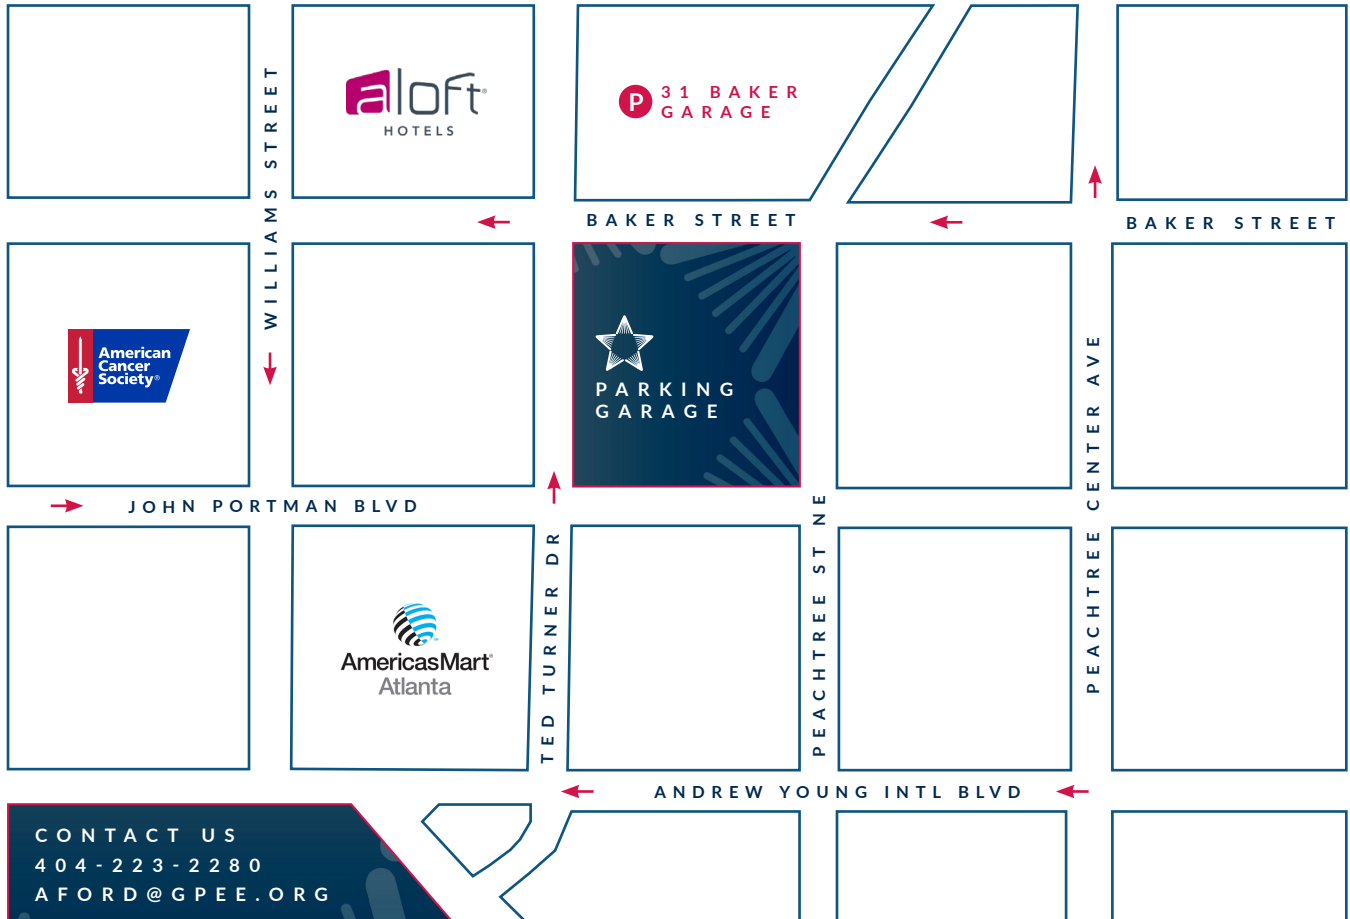 WILLIAMS STREET
aloft®
HOTELS
P
31 BAKER
GARAGE
BAKER STREET
BAKER STREET
American
Cancer
Society®
PARKING
GARAGE
PEACHTREE CENTER AVE
JOHN PORTMAN BLVD
TED TURNER DR
PEACHTREE ST NE
AmericasMart®
Atlanta
ANDREW YOUNG INTL BLVD
CONTACT US
404-223-2280
AFORD@GPEE.ORG